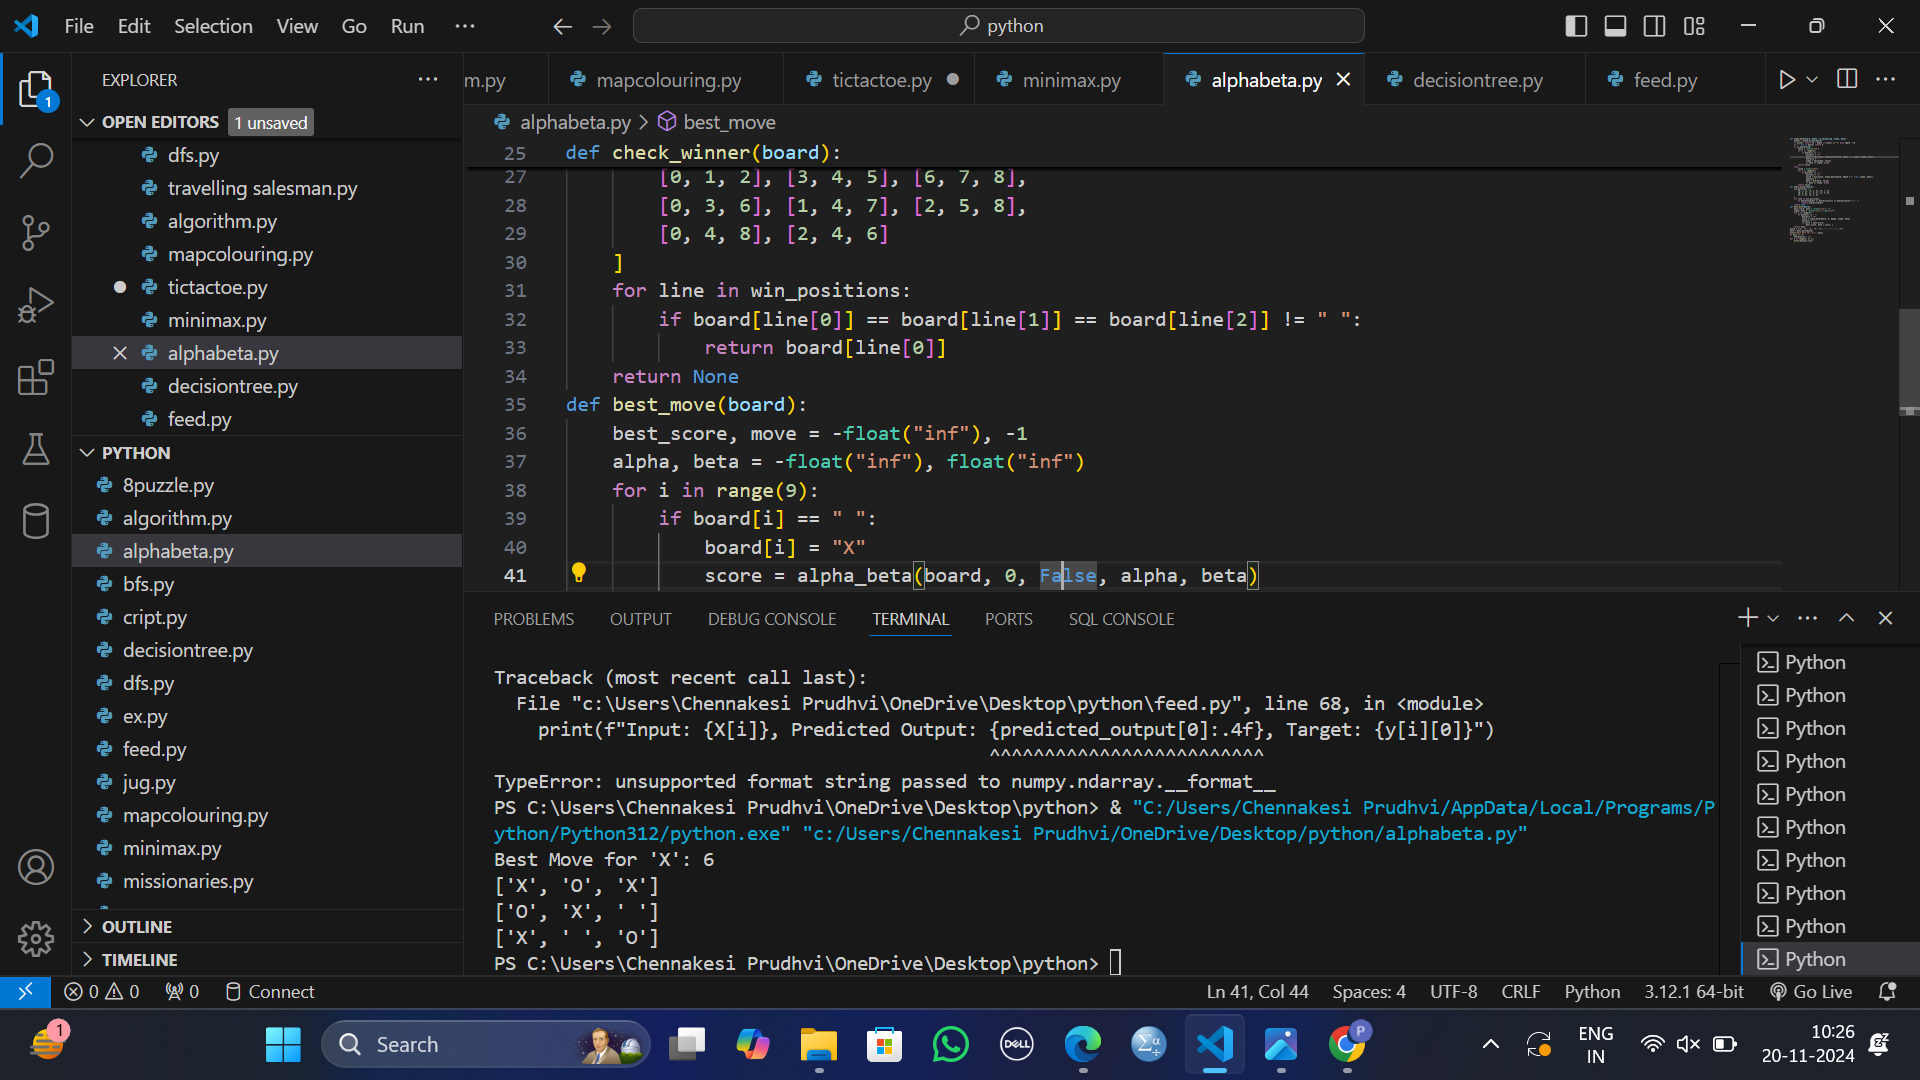 File Edit Selection View Go Run ···
python
EXPLORER
OPEN EDITORS 1 unsaved
dfs.py
travelling salesman.py
algorithm.py
mapcolouring.py
tictactoe.py
minimax.py
alphabeta.py
decisiontree.py
feed.py
PYTHON
8puzzle.py
algorithm.py
alphabeta.py
bfs.py
cript.py
decisiontree.py
dfs.py
ex.py
feed.py
jug.py
mapcolouring.py
minimax.py
missionaries.py
OUTLINE
TIMELINE
m.py mapcolouring.py tictactoe.py minimax.py alphabeta.py decisiontree.py feed.py
alphabeta.py > best_move
25 def check_winner(board):
27 [0, 1, 2], [3, 4, 5], [6, 7, 8],
28 [0, 3, 6], [1, 4, 7], [2, 5, 8],
29 [0, 4, 8], [2, 4, 6]
30 ]
31 for line in win_positions:
32 if board[line[0]] == board[line[1]] == board[line[2]] != " ":
33 return board[line[0]]
34 return None
35 def best_move(board):
36 best_score, move = -float("inf"), -1
37 alpha, beta = -float("inf"), float("inf")
38 for i in range(9):
39 if board[i] == " ":
40 board[i] = "X"
41 score = alpha_beta(board, 0, False, alpha, beta)
PROBLEMS OUTPUT DEBUG CONSOLE TERMINAL PORTS SQL CONSOLE
Traceback (most recent call last):
File "c:\Users\Chennakesi Prudhvi\OneDrive\Desktop\python\feed.py", line 68, in <module>
print(f"Input: {X[i]}, Predicted Output: {predicted_output[0]:.4f}, Target: {y[i][0]}")
^^^^^^^^^^^^^^^^^^^^^^^^^
TypeError: unsupported format string passed to numpy.ndarray.__format__
PS C:\Users\Chennakesi Prudhvi\OneDrive\Desktop\python> & "C:/Users/Chennakesi Prudhvi/AppData/Local/Programs/P
ython/Python312/python.exe" "c:/Users/Chennakesi Prudhvi/OneDrive/Desktop/python/alphabeta.py"
Best Move for 'X': 6
['X', 'O', 'X']
['O', 'X', ' ']
['X', ' ', 'O']
PS C:\Users\Chennakesi Prudhvi\OneDrive\Desktop\python>
Python
Python
Python
Python
Python
Python
Python
Python
Python
Python
0 0 0 Connect
Ln 41, Col 44 Spaces: 4 UTF-8 CRLF Python 3.12.1 64-bit Go Live
1
Search
DELL
P
ENG
IN
10:26
20-11-2024